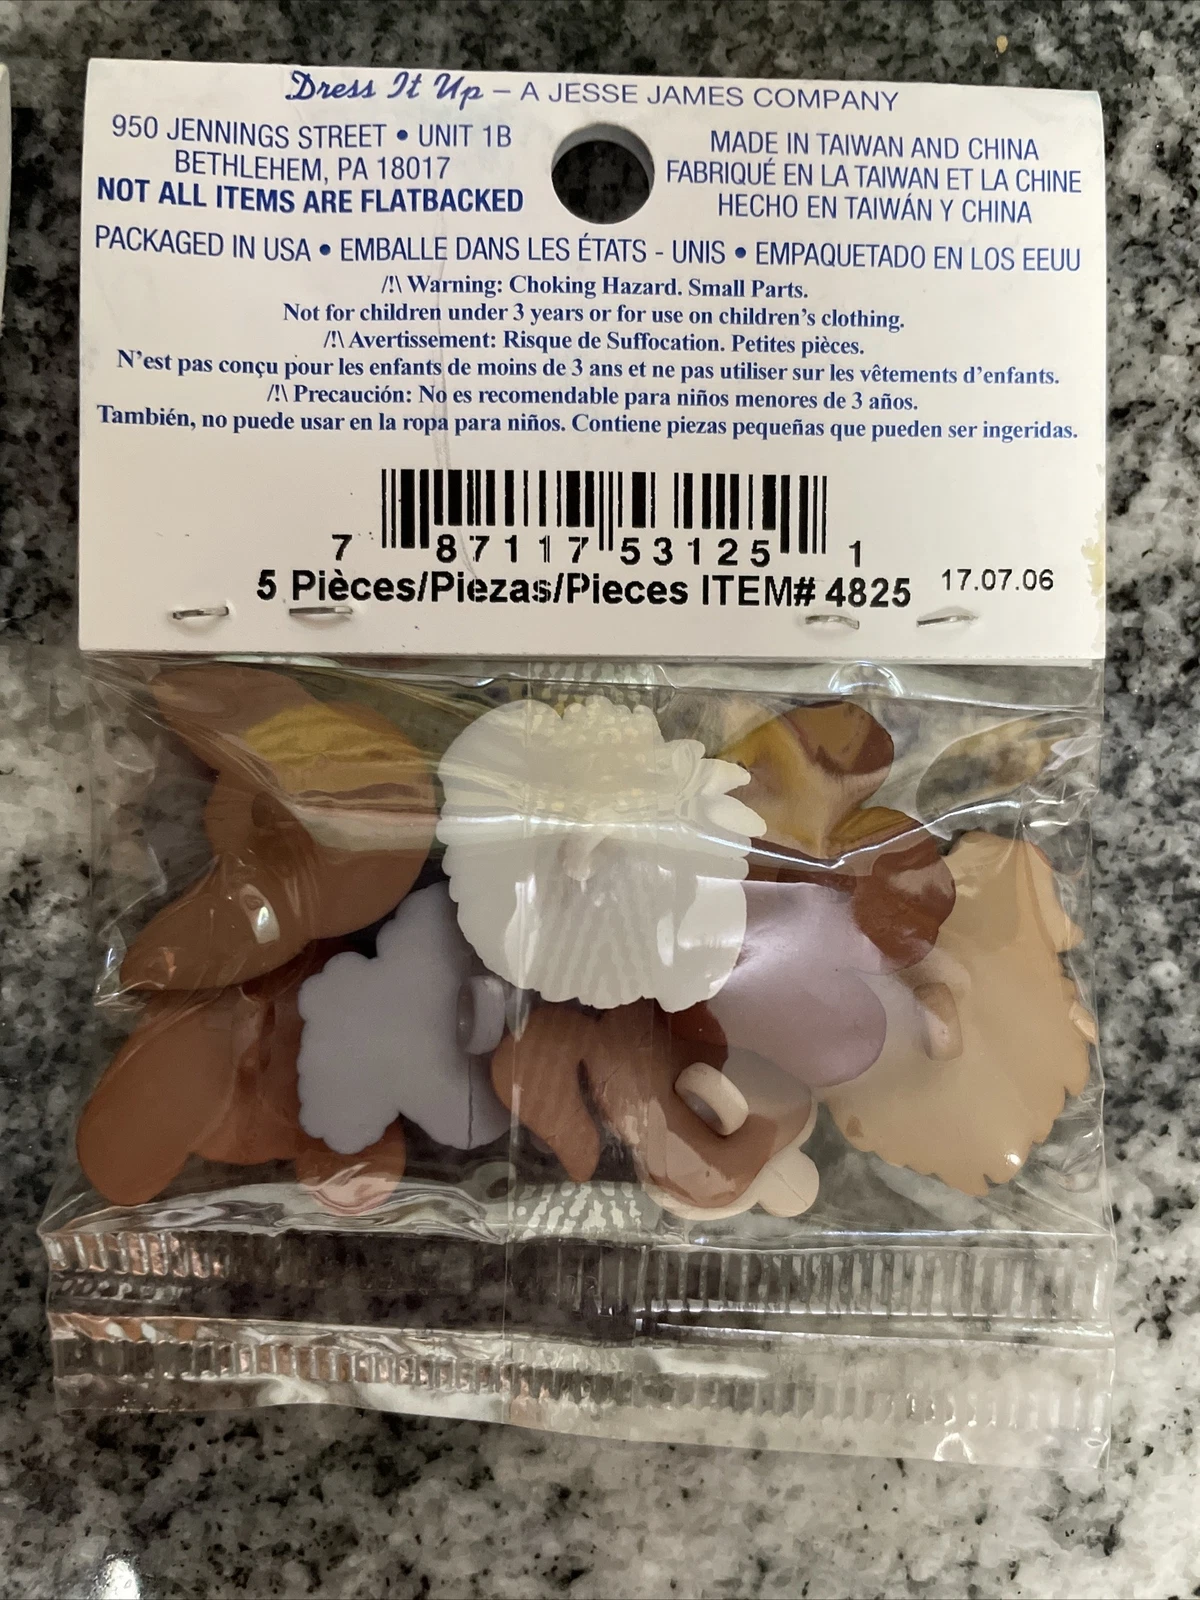 Dress It Up – A JESSE JAMES COMPANY
950 JENNINGS STREET • UNIT 1B
BETHLEHEM, PA 18017
NOT ALL ITEMS ARE FLATBACKED
MADE IN TAIWAN AND CHINA
FABRIQUÉ EN LA TAIWAN ET LA CHINE
HECHO EN TAIWÁN Y CHINA
PACKAGED IN USA • EMBALLE DANS LES ÉTATS - UNIS • EMPAQUETADO EN LOS EEUU
/!\ Warning: Choking Hazard. Small Parts.
Not for children under 3 years or for use on children's clothing.
/!\ Avertissement: Risque de Suffocation. Petites pièces.
N'est pas conçu pour les enfants de moins de 3 ans et ne pas utiliser sur les vêtements d'enfants.
/!\ Precaución: No es recomendable para niños menores de 3 años.
También, no puede usar en la ropa para niños. Contiene piezas pequeñas que pueden ser ingeridas.
7 87117 53125 1
5 Pièces/Piezas/Pieces ITEM# 4825 17.07.06